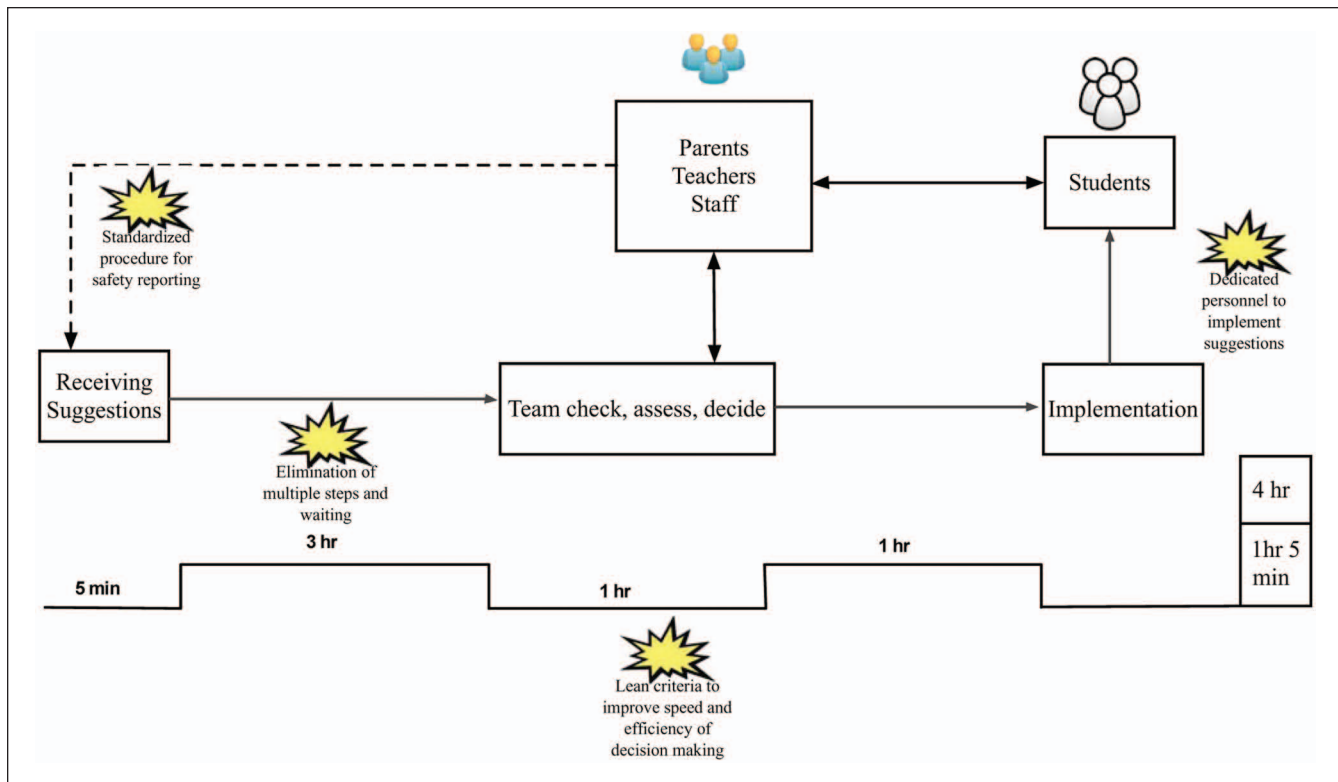 Parents
Teachers
Staff
Students
Standardized
procedure for
safety reporting
Dedicated
personnel to
implement
suggestions
Receiving
Suggestions
Team check, assess, decide
Implementation
Elimination of
multiple steps and
waiting
4 hr
3 hr
1 hr
1hr 5
min
5 min
1 hr
Lean criteria to
improve speed and
efficiency of
decision making